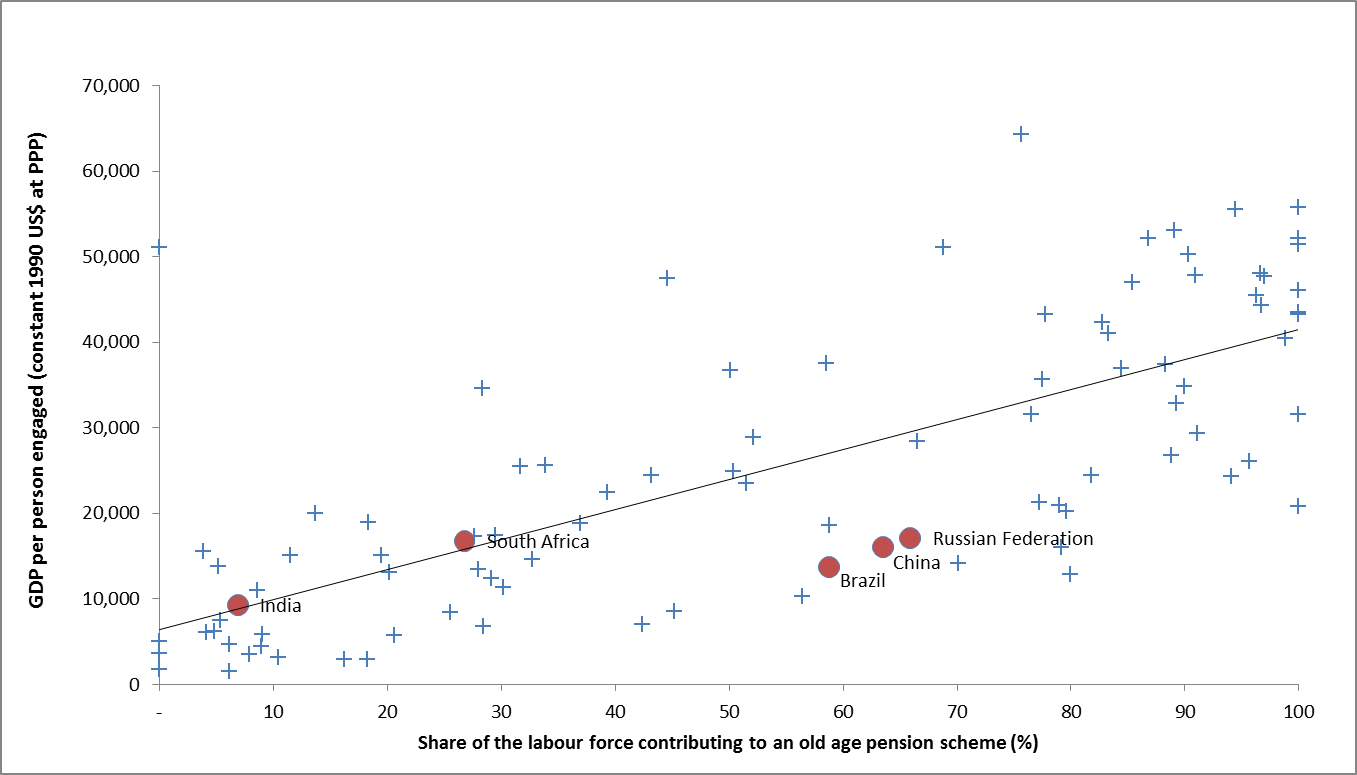 70,000
60,000
50,000
40,000
30,000
20,000
10,000
0
GDP per person engaged (constant 1990 US$ at PPP)
South Africa
Russian Federation
China
Brazil
India
- 10 20 30 40 50 60 70 80 90 100
Share of the labour force contributing to an old age pension scheme (%)